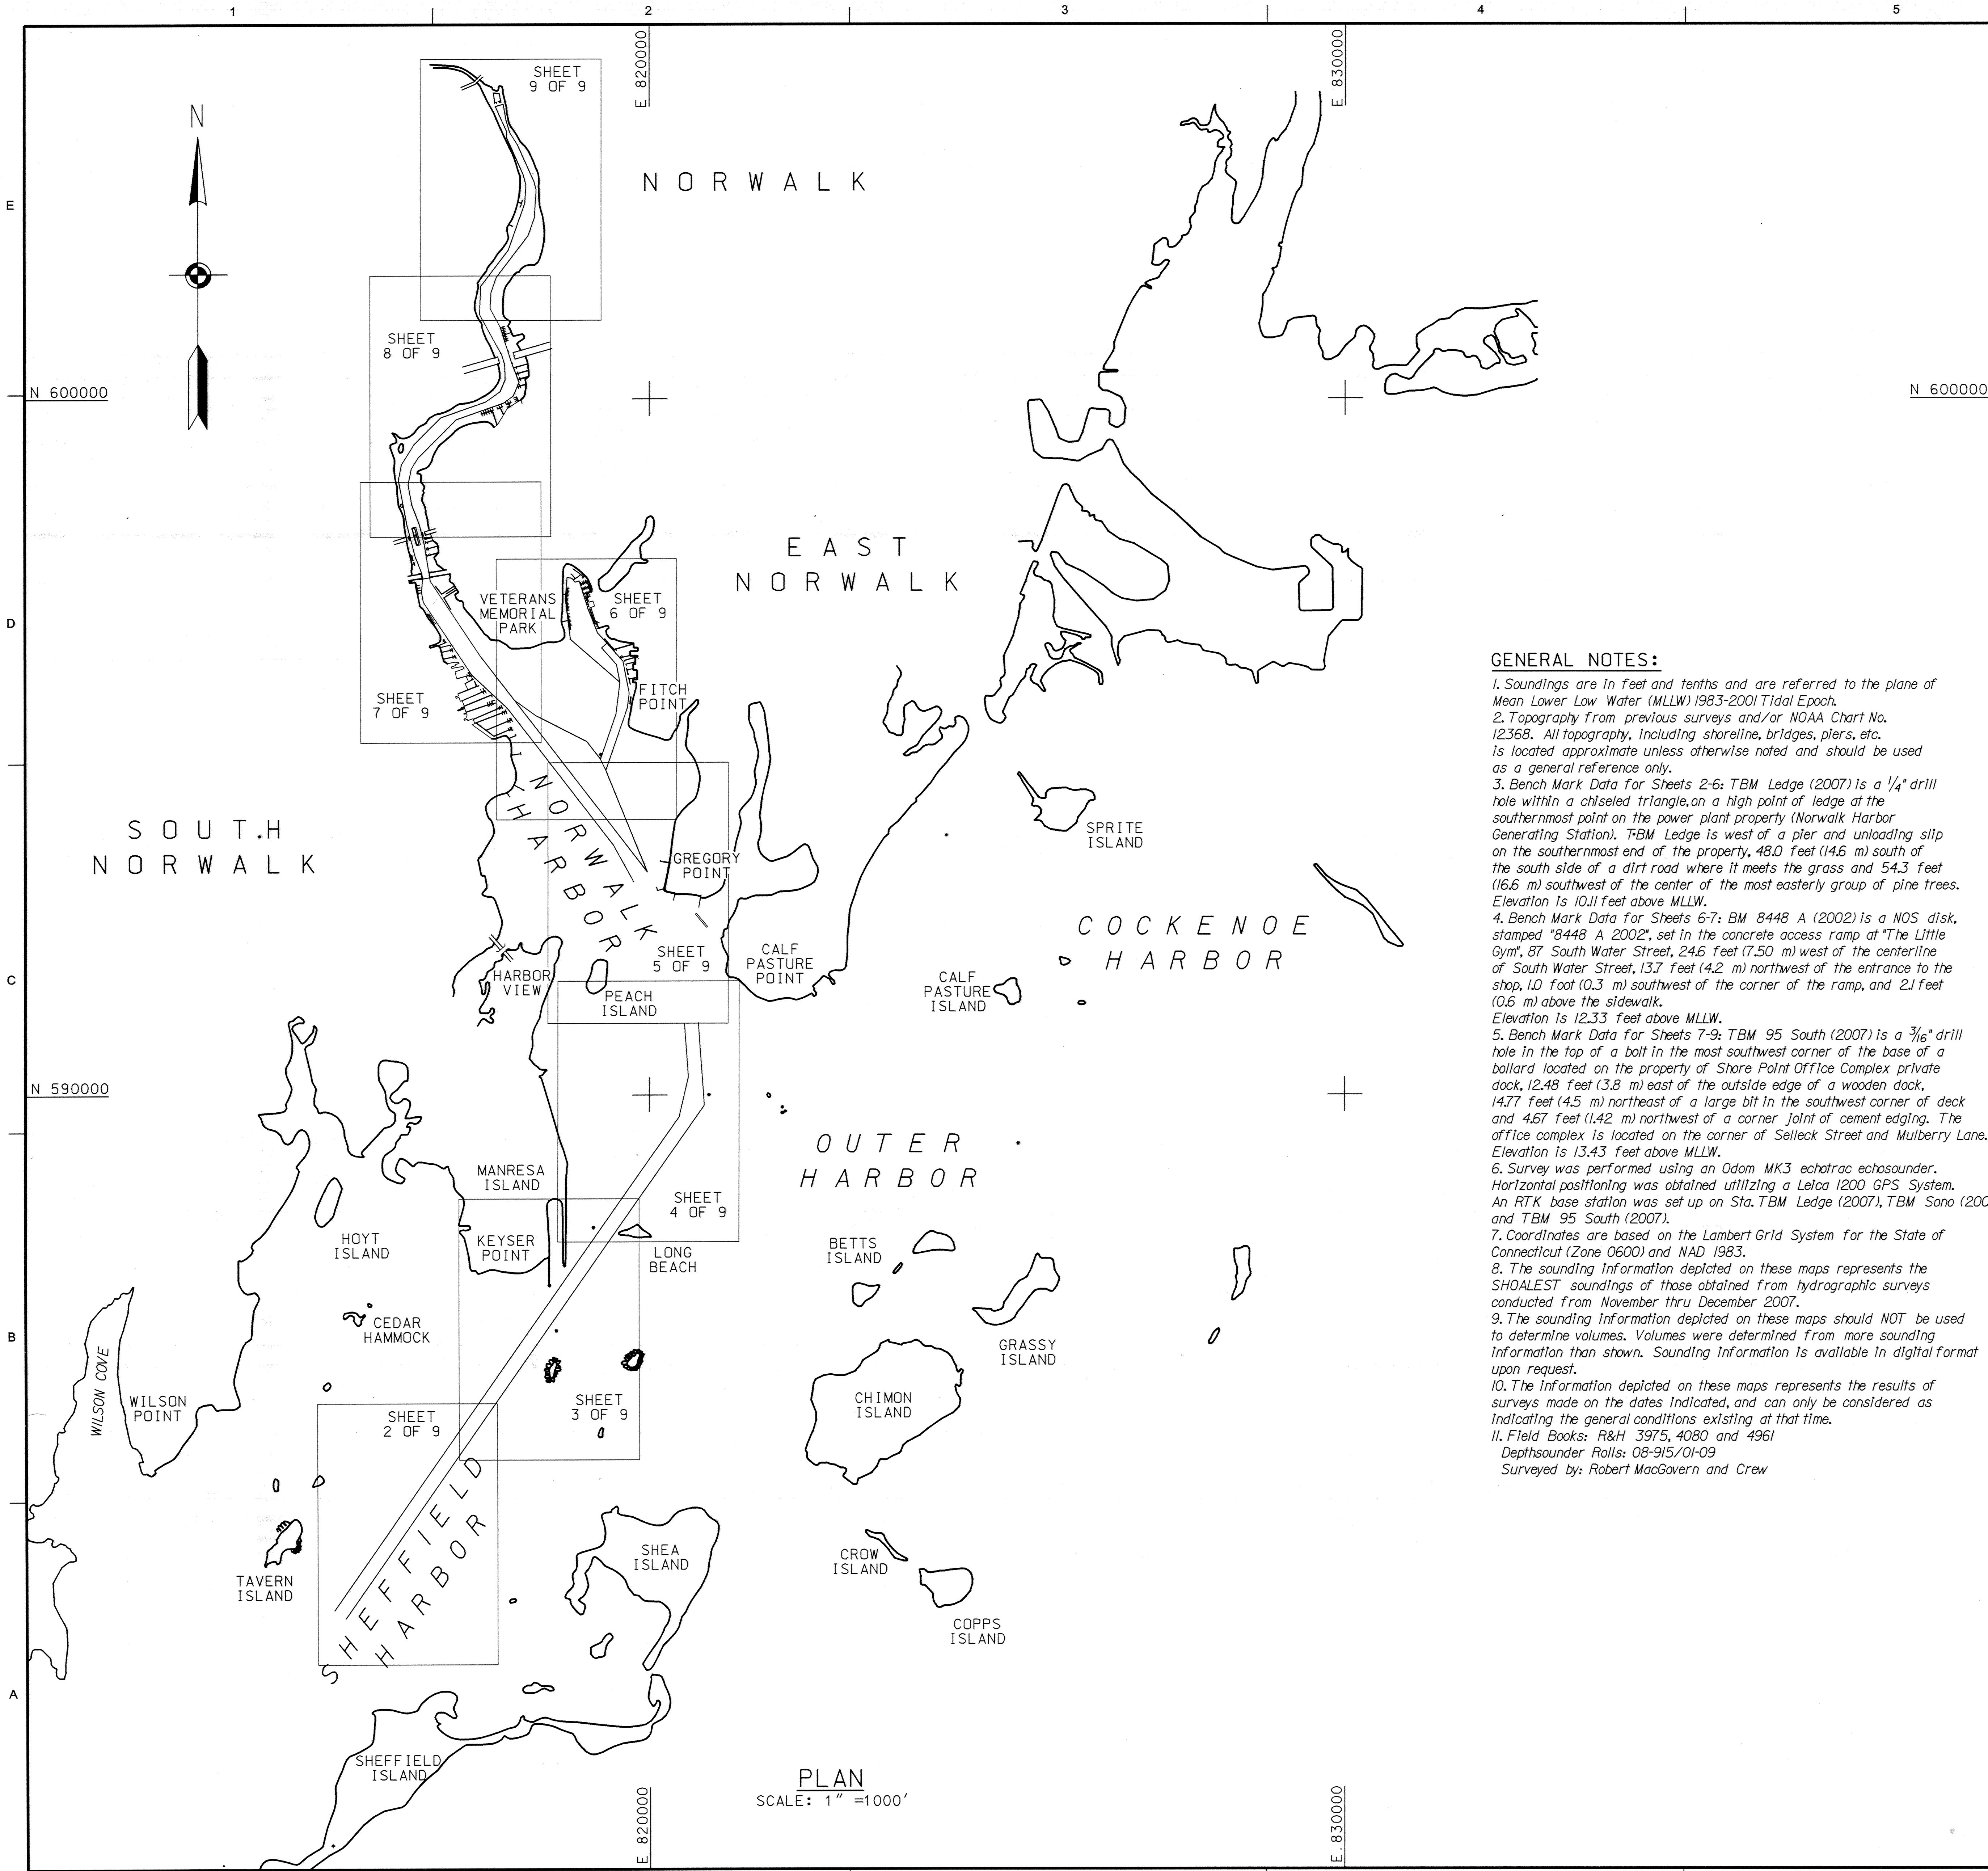 1
2
3
4
5
E
D
C
B
A
E 820000
E 830000
N 600000
N 600000
N 590000
E 820000
E. 830000
N
SHEET
9 OF 9
NORWALK
SHEET
8 OF 9
EAST
NORWALK
VETERANS
MEMORIAL
PARK
SHEET
6 OF 9
FITCH
POINT
SHEET
7 OF 9
NORWALK
HARBOR
SOUT.H
NORWALK
SPRITE
ISLAND
GREGORY
POINT
COCKENOE
HARBOR
SHEET
5 OF 9
CALF
PASTURE
POINT
HARBOR
VIEW
PEACH
ISLAND
CALF
PASTURE
ISLAND
OUTER
HARBOR
MANRESA
ISLAND
SHEET
4 OF 9
HOYT
ISLAND
KEYSER
POINT
LONG
BEACH
BETTS
ISLAND
CEDAR
HAMMOCK
GRASSY
ISLAND
WILSON COVE
WILSON
POINT
SHEET
3 OF 9
CHIMON
ISLAND
SHEET
2 OF 9
SHEFFIELD
HARBOR
SHEA
ISLAND
CROW
ISLAND
TAVERN
ISLAND
COPPS
ISLAND
SHEFFIELD
ISLAND
PLAN
SCALE: 1" =1000'
GENERAL NOTES:
1. Soundings are in feet and tenths and are referred to the plane of
Mean Lower Low Water (MLLW) 1983-2001 Tidal Epoch.
2. Topography from previous surveys and/or NOAA Chart No.
12368. All topography, including shoreline, bridges, piers, etc.
is located approximate unless otherwise noted and should be used
as a general reference only.
3. Bench Mark Data for Sheets 2-6: TBM Ledge (2007) is a 1/4" drill
hole within a chiseled triangle, on a high point of ledge at the
southernmost point on the power plant property (Norwalk Harbor
Generating Station). TBM Ledge is west of a pier and unloading slip
on the southernmost end of the property, 48.0 feet (14.6 m) south of
the south side of a dirt road where it meets the grass and 54.3 feet
(16.6 m) southwest of the center of the most easterly group of pine trees.
Elevation is 10.11 feet above MLLW.
4. Bench Mark Data for Sheets 6-7: BM 8448 A (2002) is a NOS disk,
stamped "8448 A 2002", set in the concrete access ramp at "The Little
Gym", 87 South Water Street, 24.6 feet (7.50 m) west of the centerline
of South Water Street, 13.7 feet (4.2 m) northwest of the entrance to the
shop, 1.0 foot (0.3 m) southwest of the corner of the ramp, and 2.1 feet
(0.6 m) above the sidewalk.
Elevation is 12.33 feet above MLLW.
5. Bench Mark Data for Sheets 7-9: TBM 95 South (2007) is a 3/16" drill
hole in the top of a bolt in the most southwest corner of the base of a
bollard located on the property of Shore Point Office Complex private
dock, 12.48 feet (3.8 m) east of the outside edge of a wooden dock,
14.77 feet (4.5 m) northeast of a large bit in the southwest corner of deck
and 4.67 feet (1.42 m) northwest of a corner joint of cement edging. The
office complex is located on the corner of Selleck Street and Mulberry Lane.
Elevation is 13.43 feet above MLLW.
6. Survey was performed using an Odom MK3 echotrac echosounder.
Horizontal positioning was obtained utilizing a Leica 1200 GPS System.
An RTK base station was set up on Sta. TBM Ledge (2007), TBM Sono (200
and TBM 95 South (2007).
7. Coordinates are based on the Lambert Grid System for the State of
Connecticut (Zone 0600) and NAD 1983.
8. The sounding information depicted on these maps represents the
SHOALEST soundings of those obtained from hydrographic surveys
conducted from November thru December 2007.
9. The sounding information depicted on these maps should NOT be used
to determine volumes. Volumes were determined from more sounding
information than shown. Sounding information is available in digital format
upon request.
10. The information depicted on these maps represents the results of
surveys made on the dates indicated, and can only be considered as
indicating the general conditions existing at that time.
11. Field Books: R&H 3975, 4080 and 4961
Depthsounder Rolls: 08-915/01-09
Surveyed by: Robert MacGovern and Crew